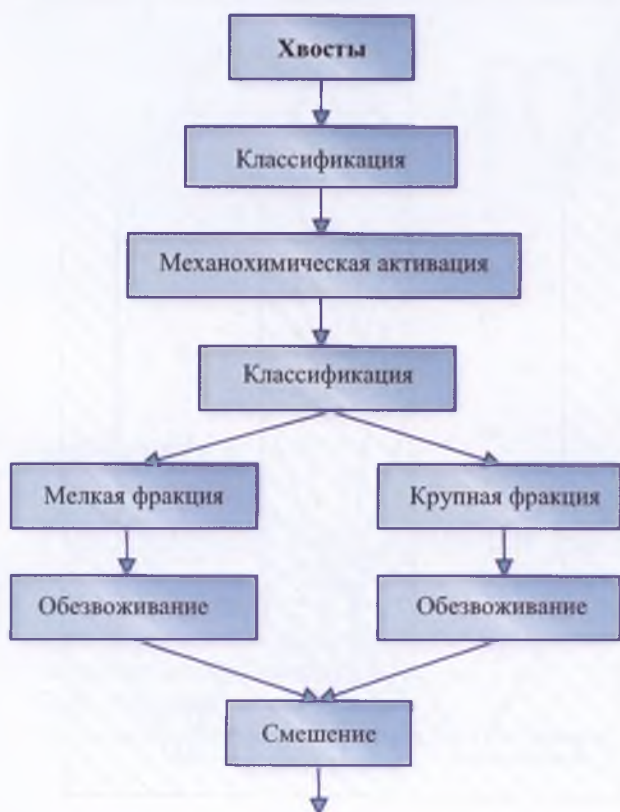 Хвосты
Классификация
Механохимическая активация
Классификация
Мелкая фракция
Крупная фракция
Обезвоживание
Обезвоживание
Смешение